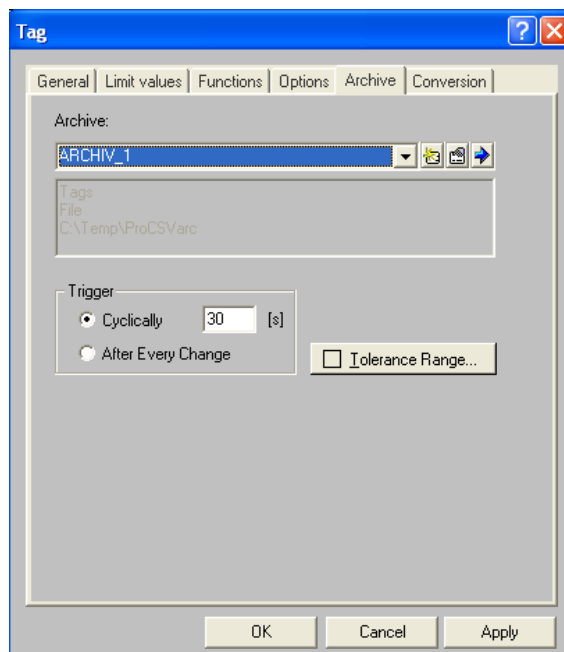 Tag
General Limit values Functions Options Archive Conversion
Archive:
ARCHIV_1
Tags
File
C:\Temp\ProCSVarc
Trigger
Cyclically 30 [s]
After Every Change
Tolerance Range...
OK Cancel Apply